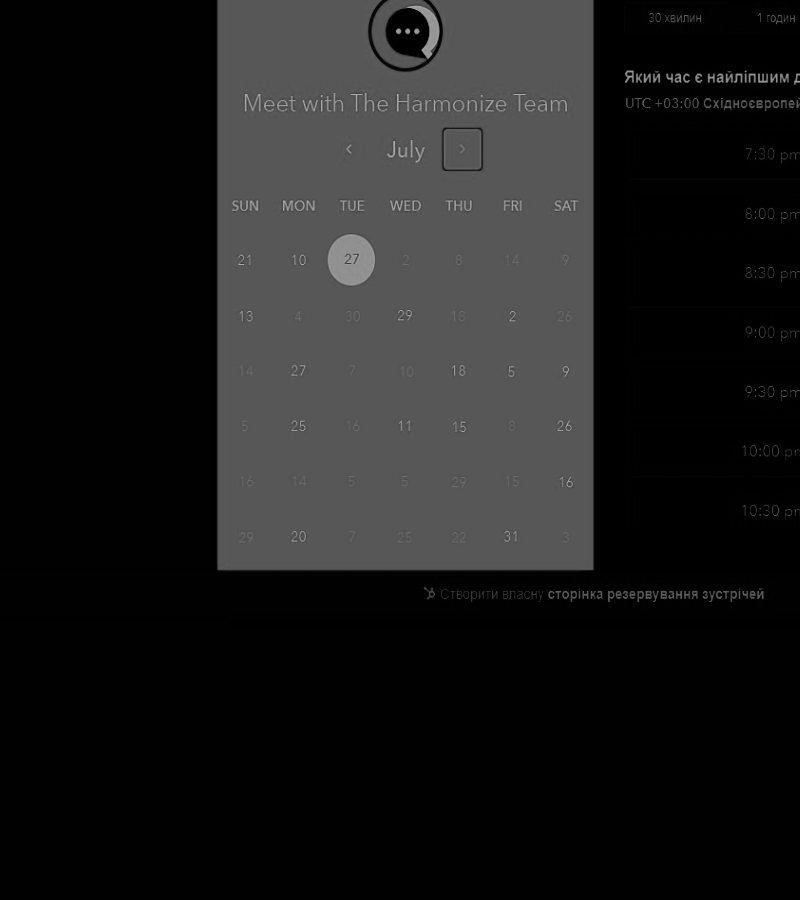 30 хвилин 1 годин
Meet with The Harmonize Team
July
SUN MON TUE WED THU FRI SAT
21 10 27 2 8 14 9
13 4 30 29 18 2 26
14 27 7 10 18 5 9
5 25 16 11 15 8 26
16 14 5 5 29 15 16
29 20 7 25 22 31 3
Який час є найліпшим д
UTC +03:00 Східноєвропей
7:30 pm
8:00 pm
8:30 pm
9:00 pm
9:30 pm
10:00 pm
10:30 pm
Створити власну сторінка резервування зустрічей